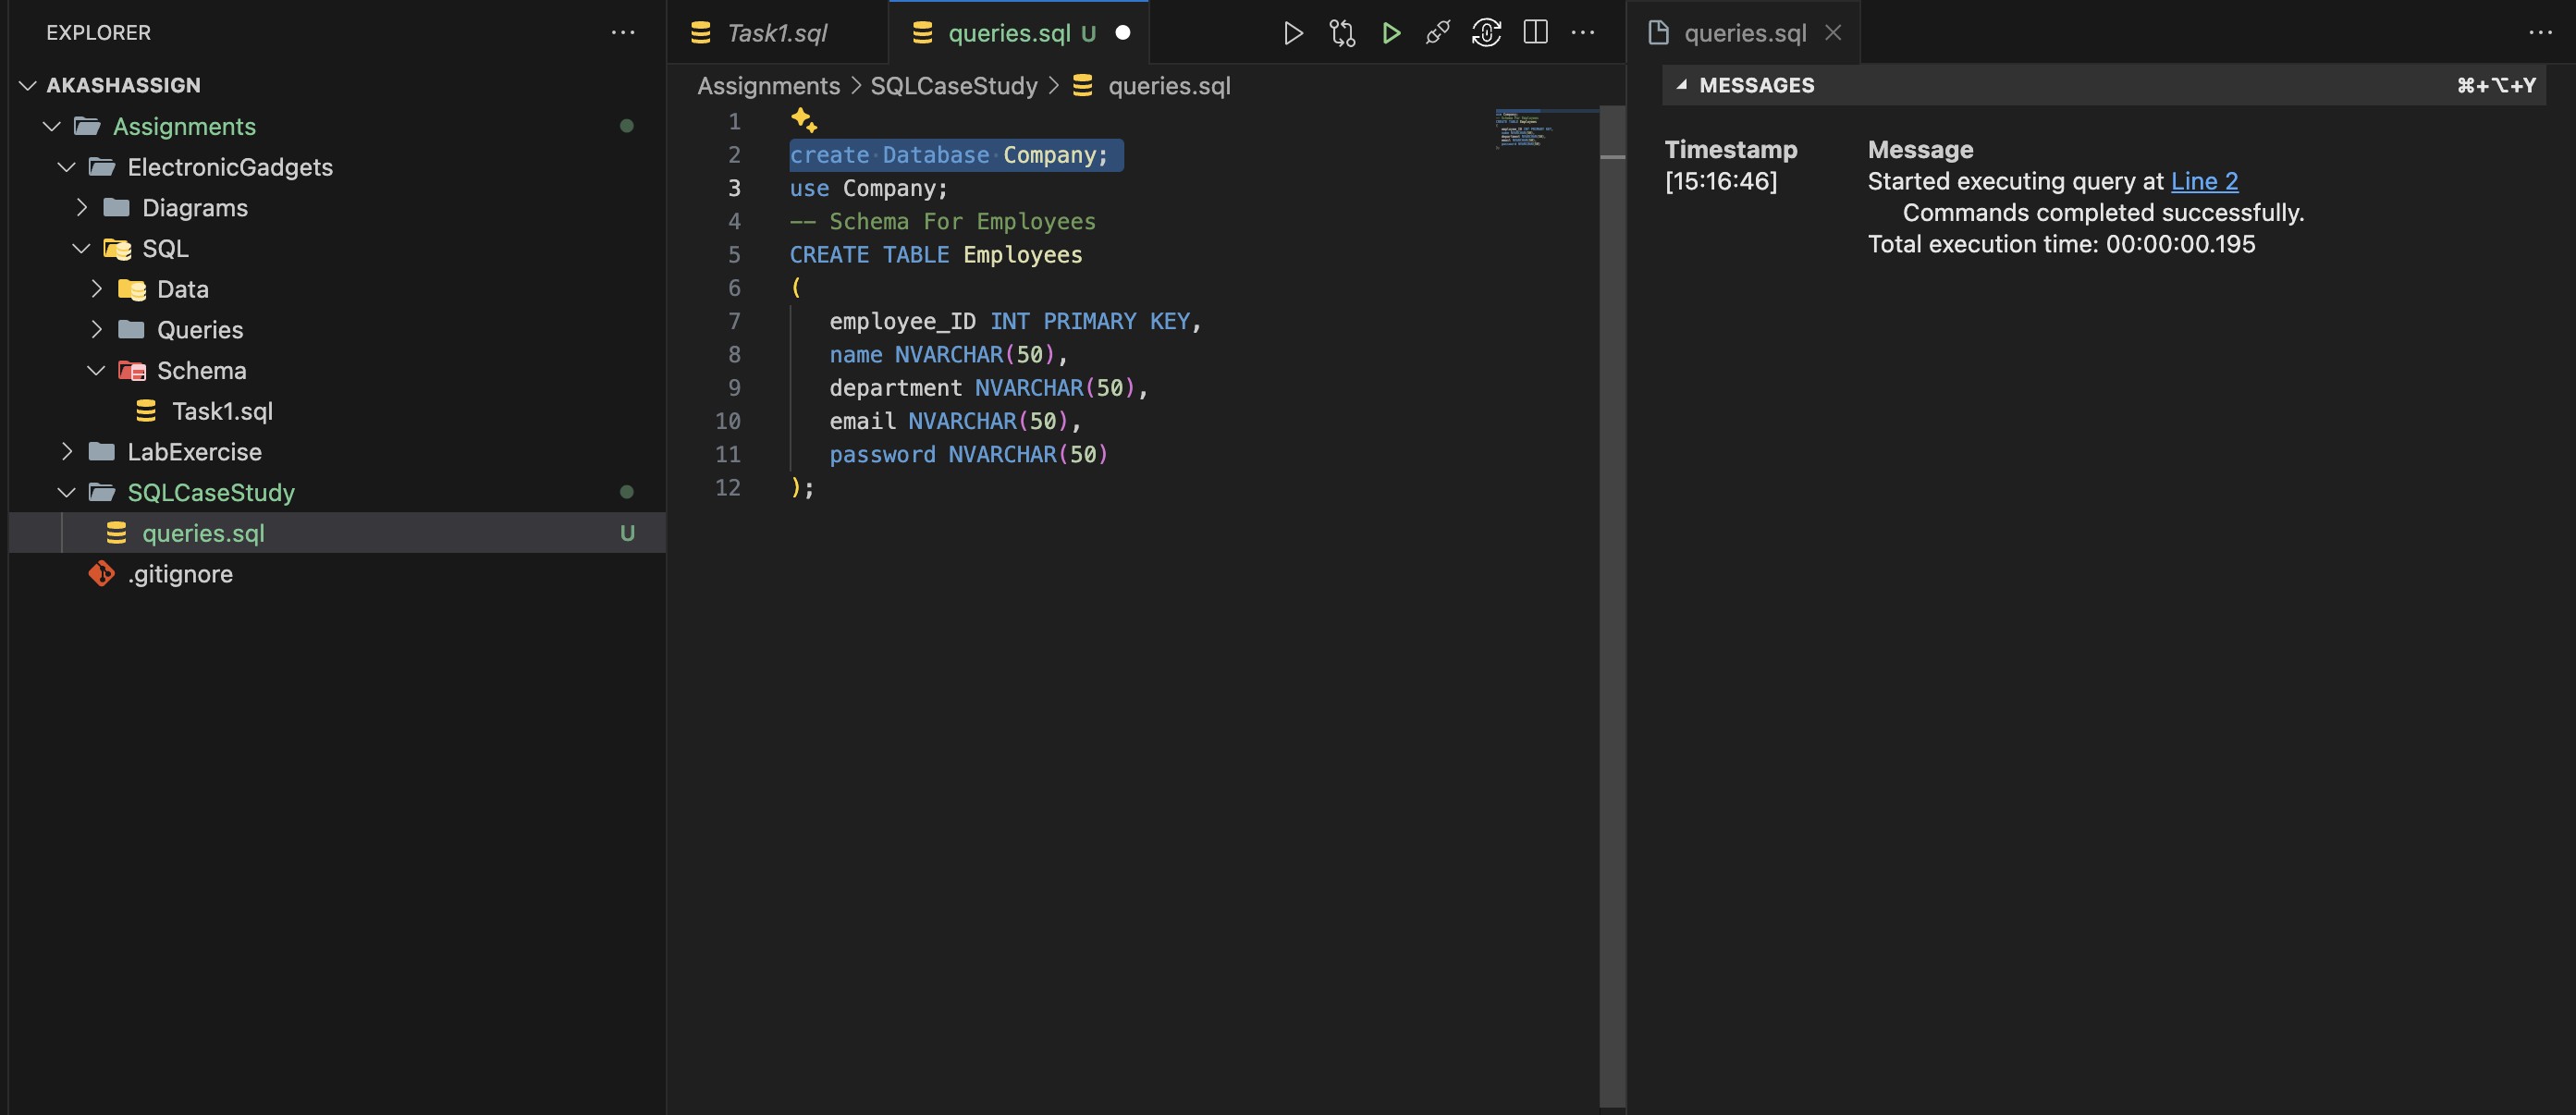 EXPLORER
AKASHASSIGN
Assignments
ElectronicGadgets
Diagrams
SQL
Data
Queries
Schema
Task1.sql
LabExercise
SQLCaseStudy
queries.sql U
.gitignore
Task1.sql
queries.sql U
Assignments > SQLCaseStudy > queries.sql
1
2 create Database Company;
3 use Company;
4 -- Schema For Employees
5 CREATE TABLE Employees
6 (
7 employee_ID INT PRIMARY KEY,
8 name NVARCHAR(50),
9 department NVARCHAR(50),
10 email NVARCHAR(50),
11 password NVARCHAR(50)
12 );
queries.sql
MESSAGES ⌘+⌥+Y
Timestamp Message
[15:16:46] Started executing query at Line 2
Commands completed successfully.
Total execution time: 00:00:00.195